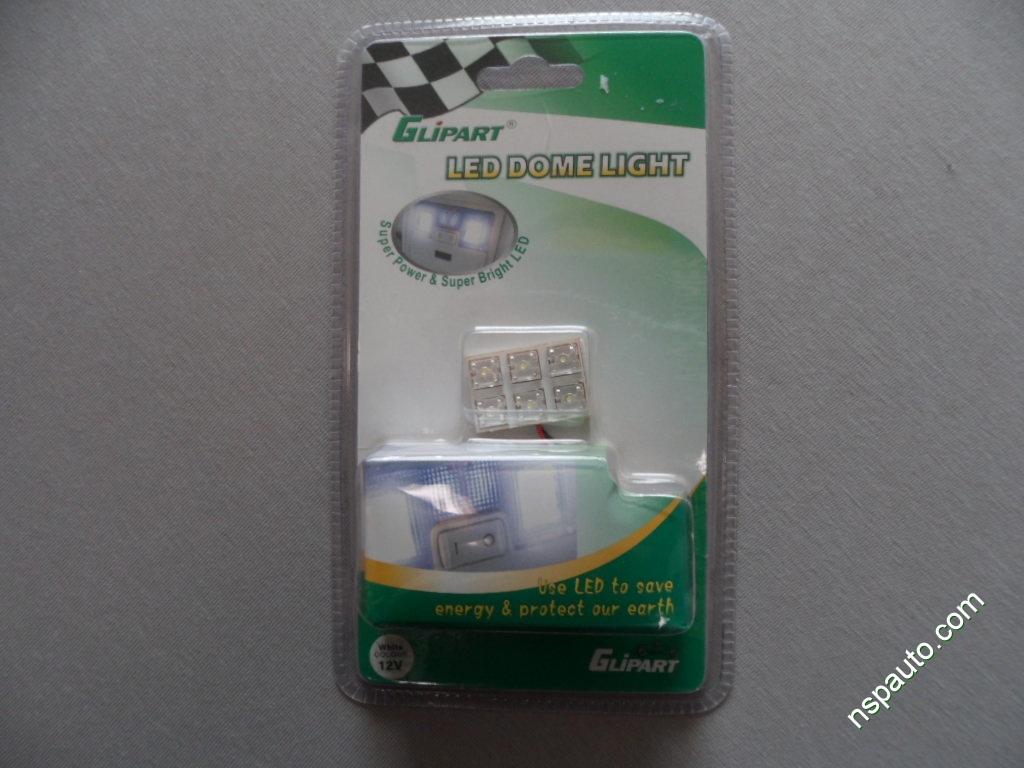 GLIPART®
LED DOME LIGHT
Super Power & Super Bright LED
Use LED to save
energy & protect our earth
White
COLOUR
12V
GLIPART
nspauto.com